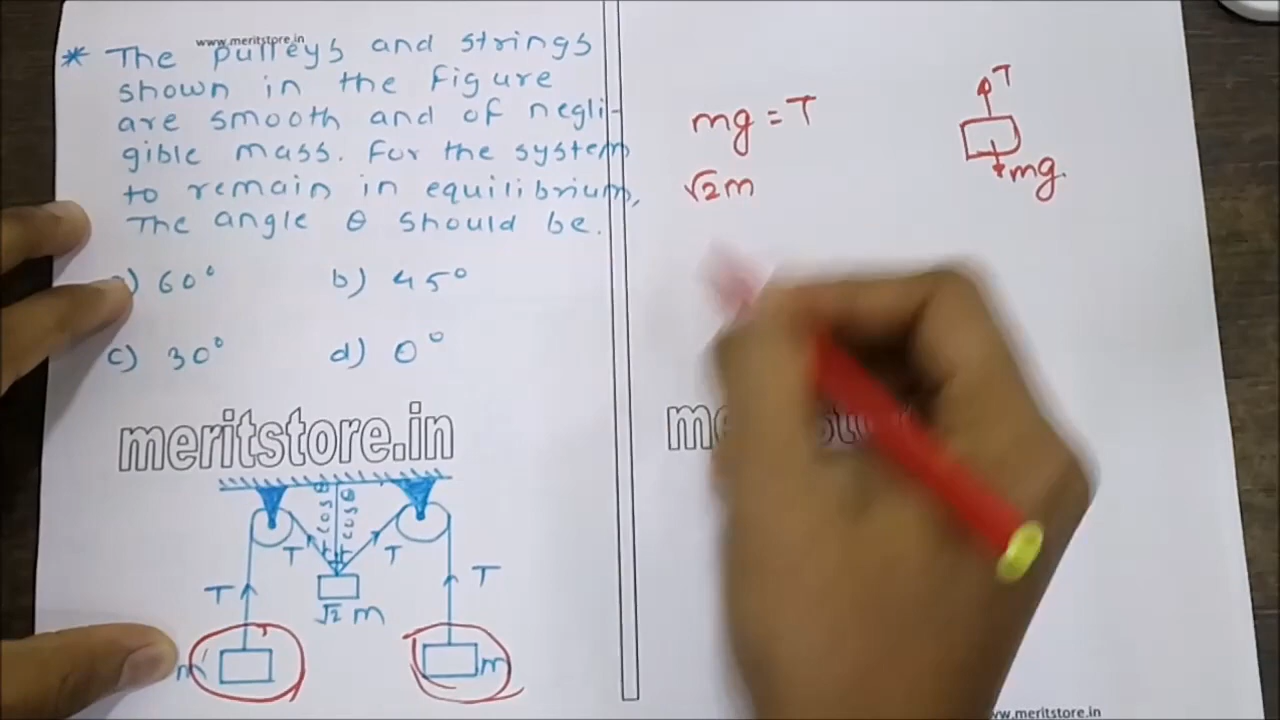 www.meritstore.in
* The pulleys and strings
shown in the Figure
are smooth and of negli-
gible mass. For the system
to remain in equilibrium,
The angle θ should be.
a) 60° b) 45°
c) 30° d) 0°
meritstore.in
T cosθ
T cosθ
T T
T T
√2 m
m m
mg = T
√2m
T
mg.
www.meritstore.in